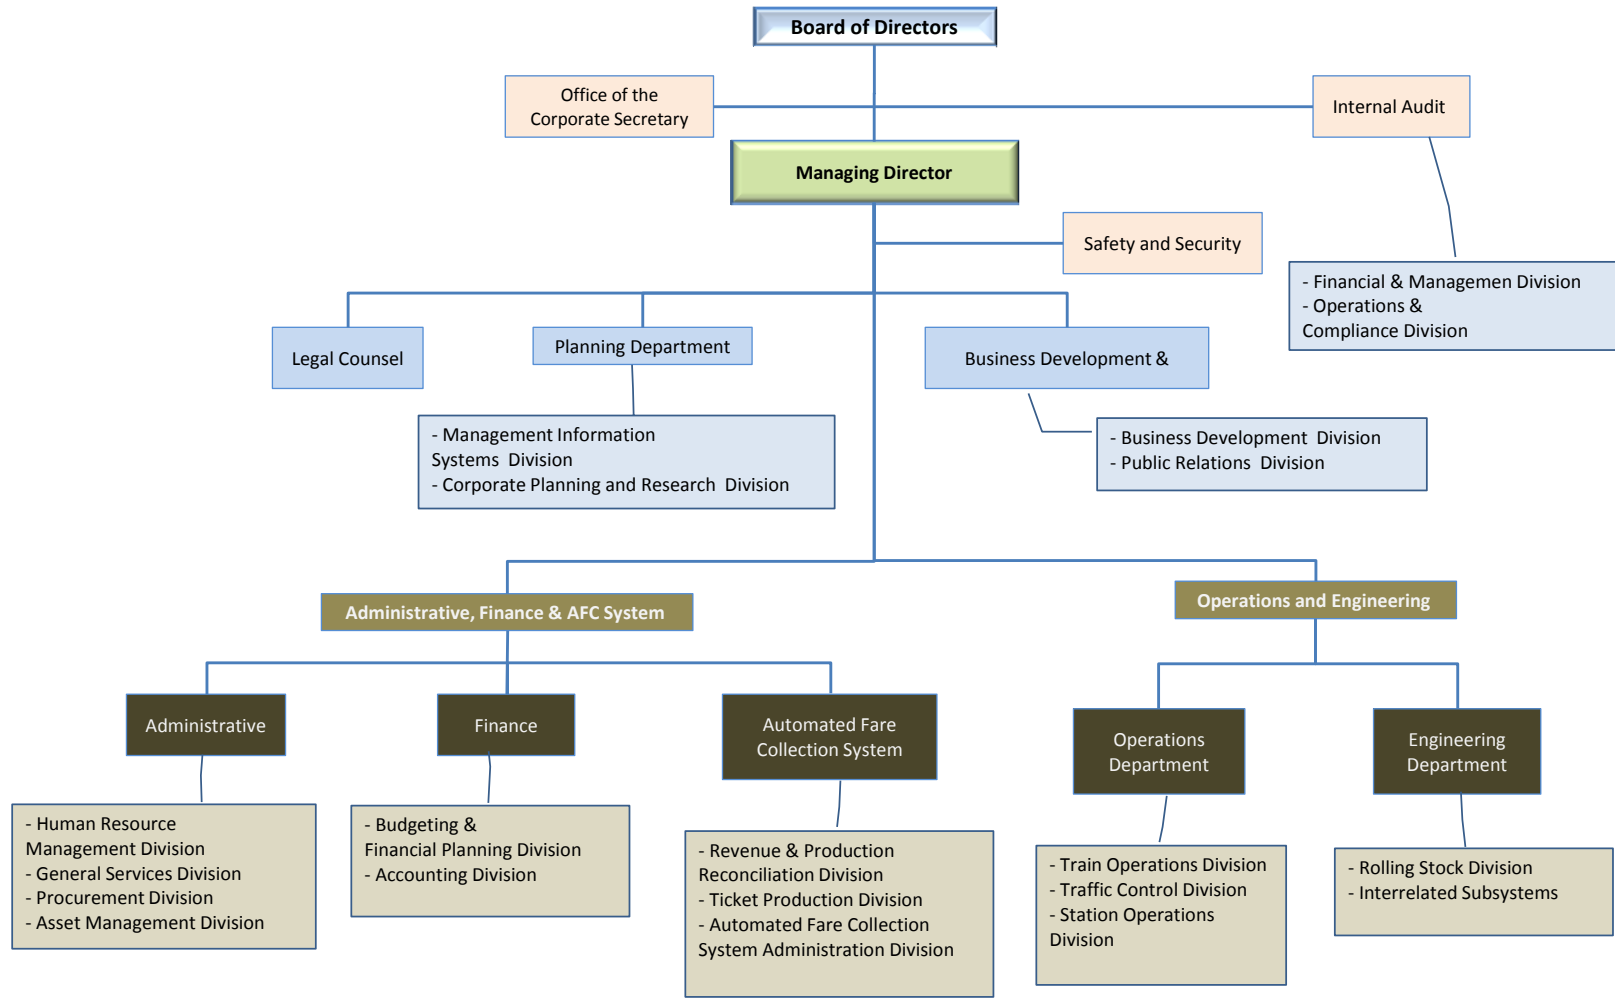 Board of Directors
Office of the
Corporate Secretary
Internal Audit
Managing Director
Safety and Security
- Financial & Managemen Division
- Operations &
Compliance Division
Legal Counsel
Planning Department
Business Development &
- Management Information
Systems Division
- Corporate Planning and Research Division
- Business Development Division
- Public Relations Division
Administrative, Finance & AFC System
Operations and Engineering
Administrative
Finance
Automated Fare
Collection System
Operations
Department
Engineering
Department
- Human Resource
Management Division
- General Services Division
- Procurement Division
- Asset Management Division
- Budgeting &
Financial Planning Division
- Accounting Division
- Revenue & Production
Reconciliation Division
- Ticket Production Division
- Automated Fare Collection
System Administration Division
- Train Operations Division
- Traffic Control Division
- Station Operations
Division
- Rolling Stock Division
- Interrelated Subsystems